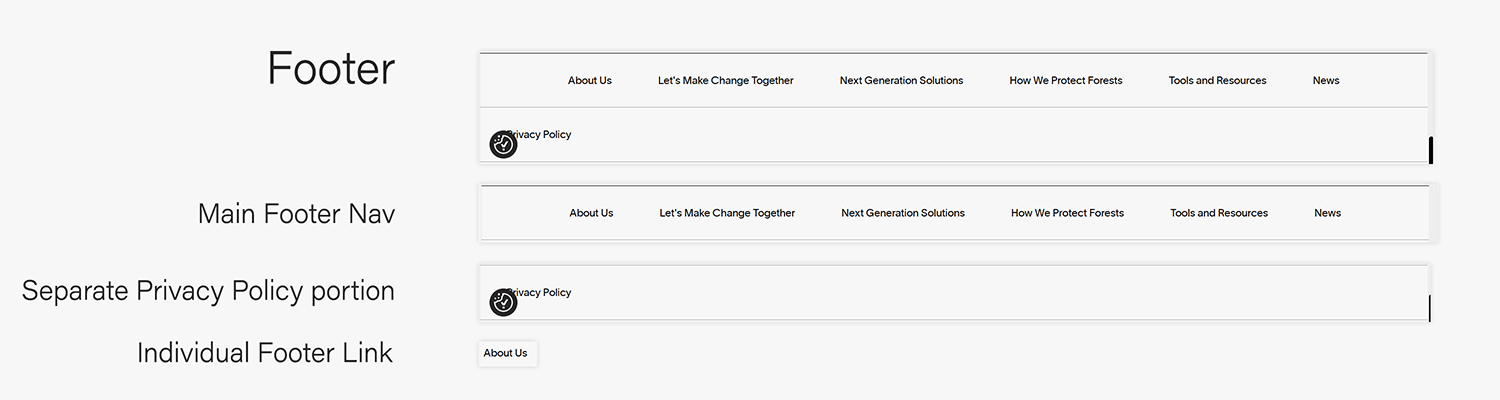 Footer
About Us Let's Make Change Together Next Generation Solutions How We Protect Forests Tools and Resources News
Privacy Policy
Main Footer Nav
About Us Let's Make Change Together Next Generation Solutions How We Protect Forests Tools and Resources News
Separate Privacy Policy portion
Privacy Policy
Individual Footer Link
About Us